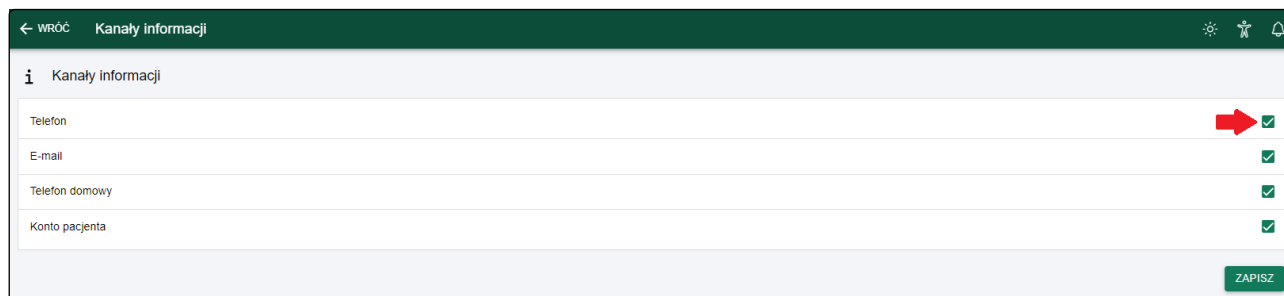 ← WRÓĆ Kanały informacji
i Kanały informacji
Telefon
E-mail
Telefon domowy
Konto pacjenta
ZAPISZ